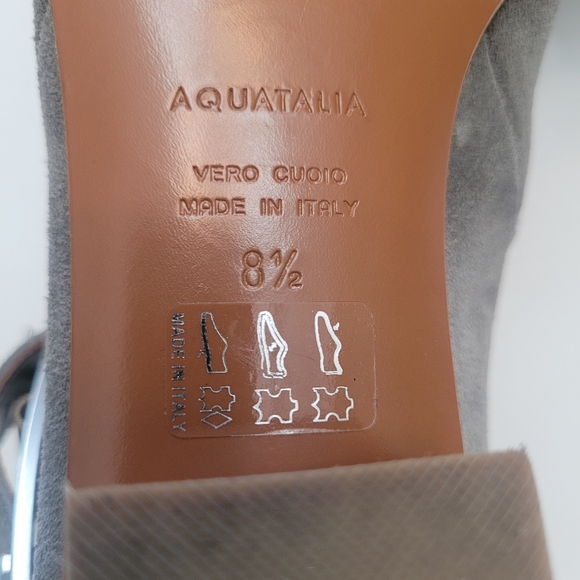 AQUATALIA
VERO CUOIO
MADE IN ITALY
8½
MADE IN ITALY